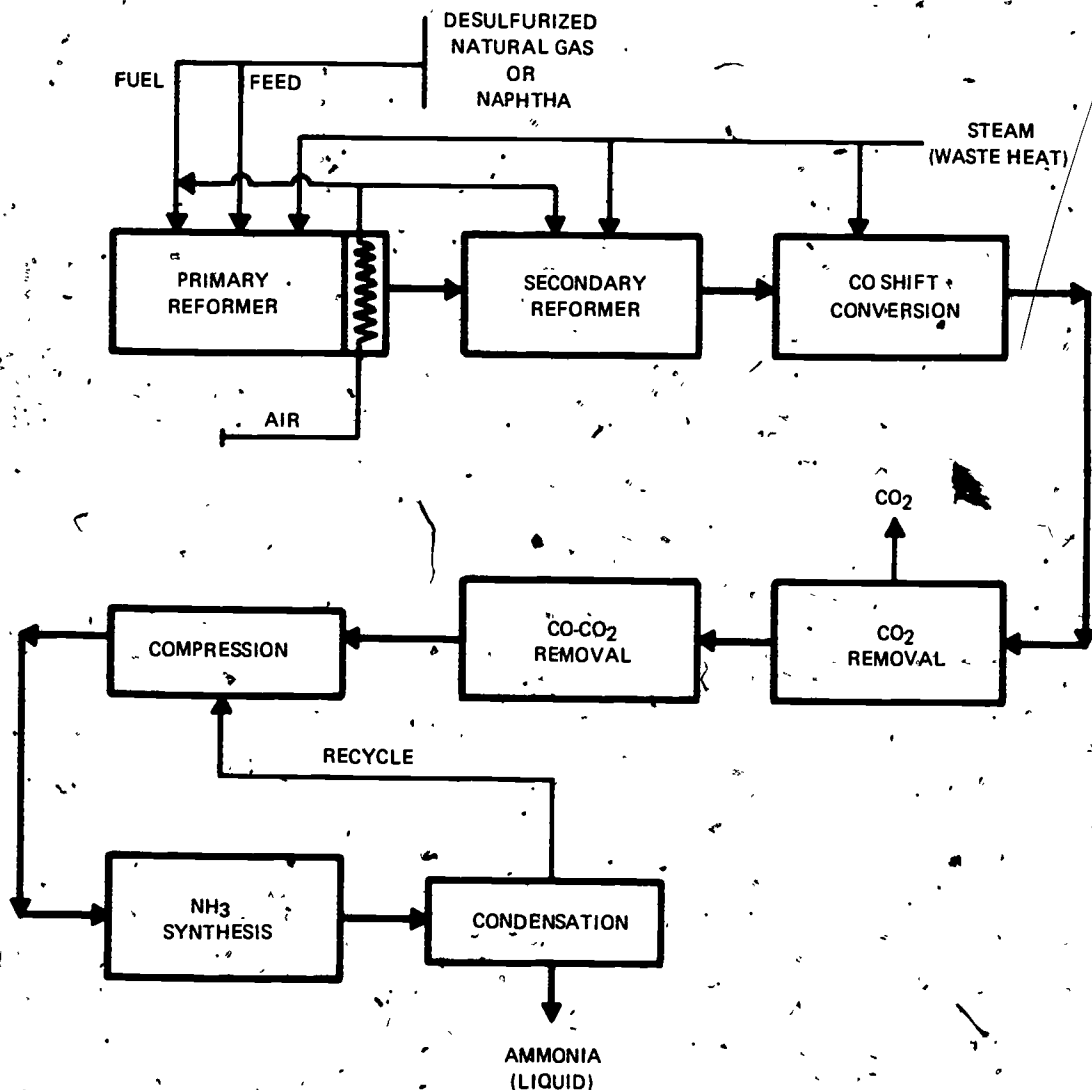 DESULFURIZED
NATURAL GAS
OR
NAPHTHA
FUEL
FEED
STEAM
(WASTE HEAT)
PRIMARY
REFORMER
SECONDARY
REFORMER
CO SHIFT
CONVERSION
AIR
CO2
COMPRESSION
CO-CO2
REMOVAL
CO2
REMOVAL
RECYCLE
NH3
SYNTHESIS
CONDENSATION
AMMONIA
(LIQUID)